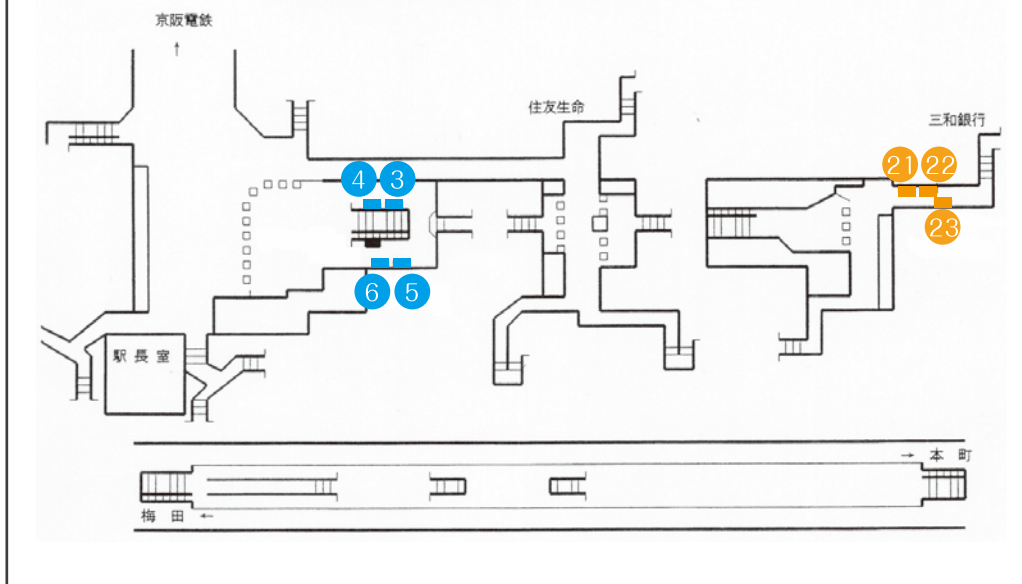 京阪電鉄
↑
住友生命
三和銀行
21 22
4 3
23
6 5
駅長室
→ 本町
梅田 ←